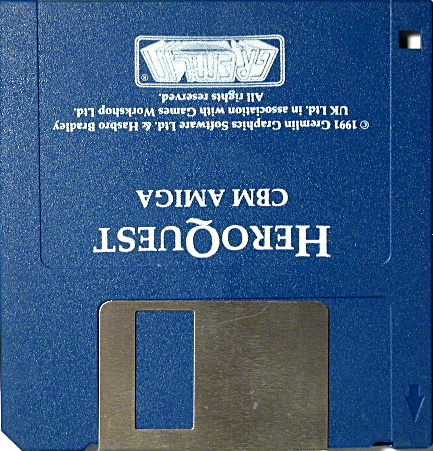 HEROQUEST
CBM AMIGA
© 1991 Gremlin Graphics Software Ltd. & Hasbro Bradley
UK Ltd. in association with Games Workshop Ltd.
All rights reserved.
GREMLIN ®